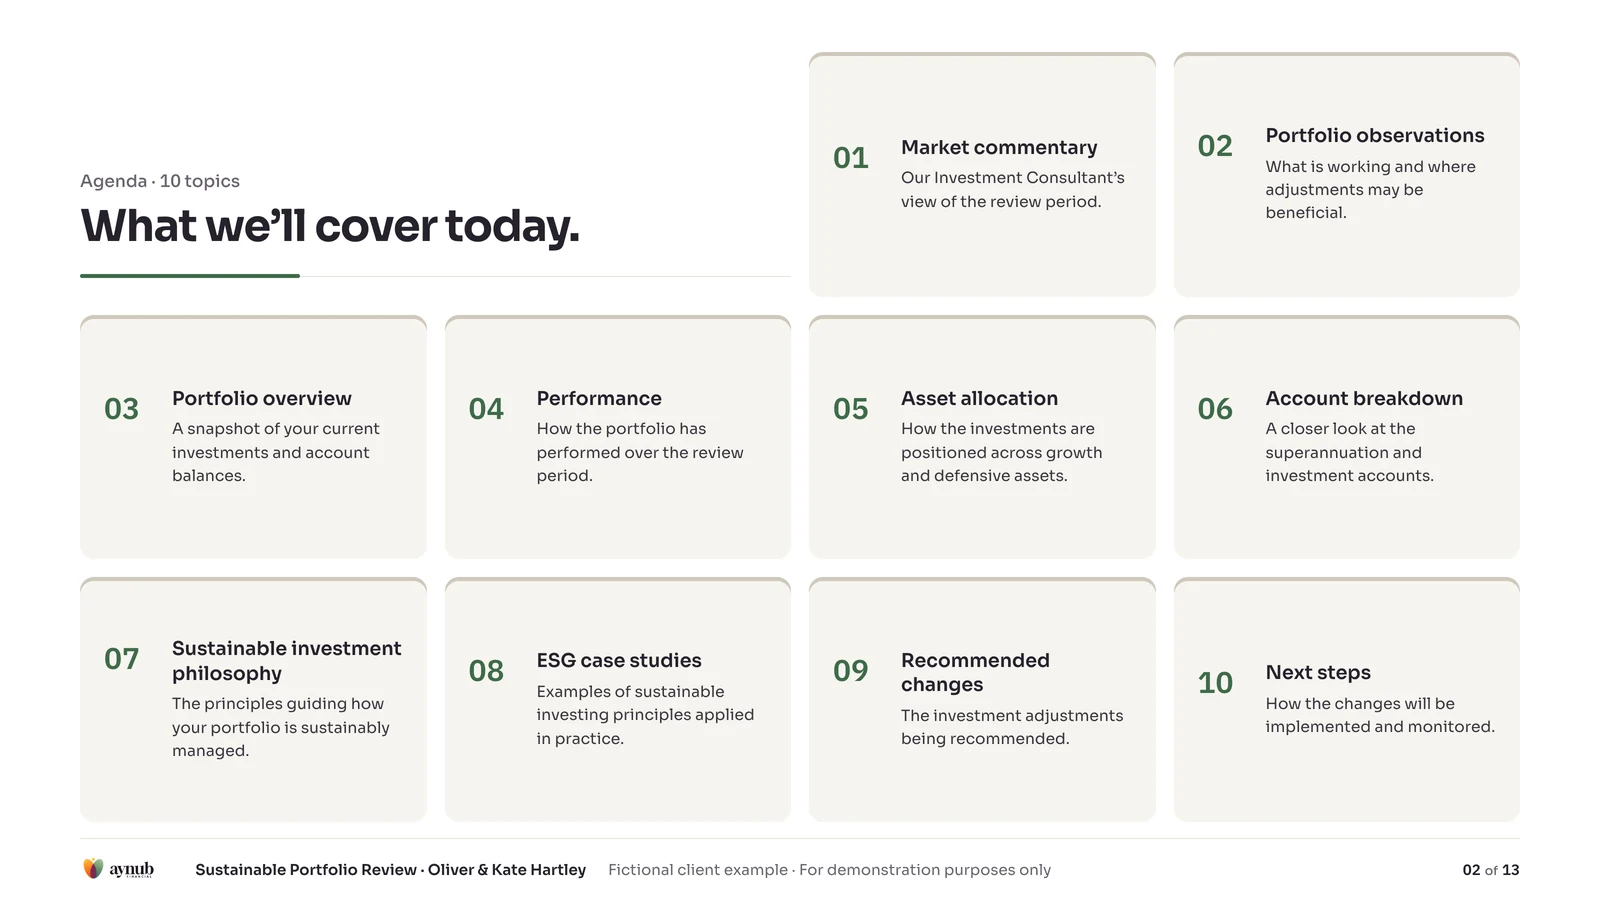 Agenda · 10 topics
What we’ll cover today.
01
Market commentary
Our Investment Consultant’s
view of the review period.
02
Portfolio observations
What is working and where
adjustments may be
beneficial.
03
Portfolio overview
A snapshot of your current
investments and account
balances.
04
Performance
How the portfolio has
performed over the review
period.
05
Asset allocation
How the investments are
positioned across growth
and defensive assets.
06
Account breakdown
A closer look at the
superannuation and
investment accounts.
07
Sustainable investment
philosophy
The principles guiding how
your portfolio is sustainably
managed.
08
ESG case studies
Examples of sustainable
investing principles applied
in practice.
09
Recommended
changes
The investment adjustments
being recommended.
10
Next steps
How the changes will be
implemented and monitored.
aynub
FINANCIAL
Sustainable Portfolio Review · Oliver & Kate Hartley
Fictional client example · For demonstration purposes only
02 of 13